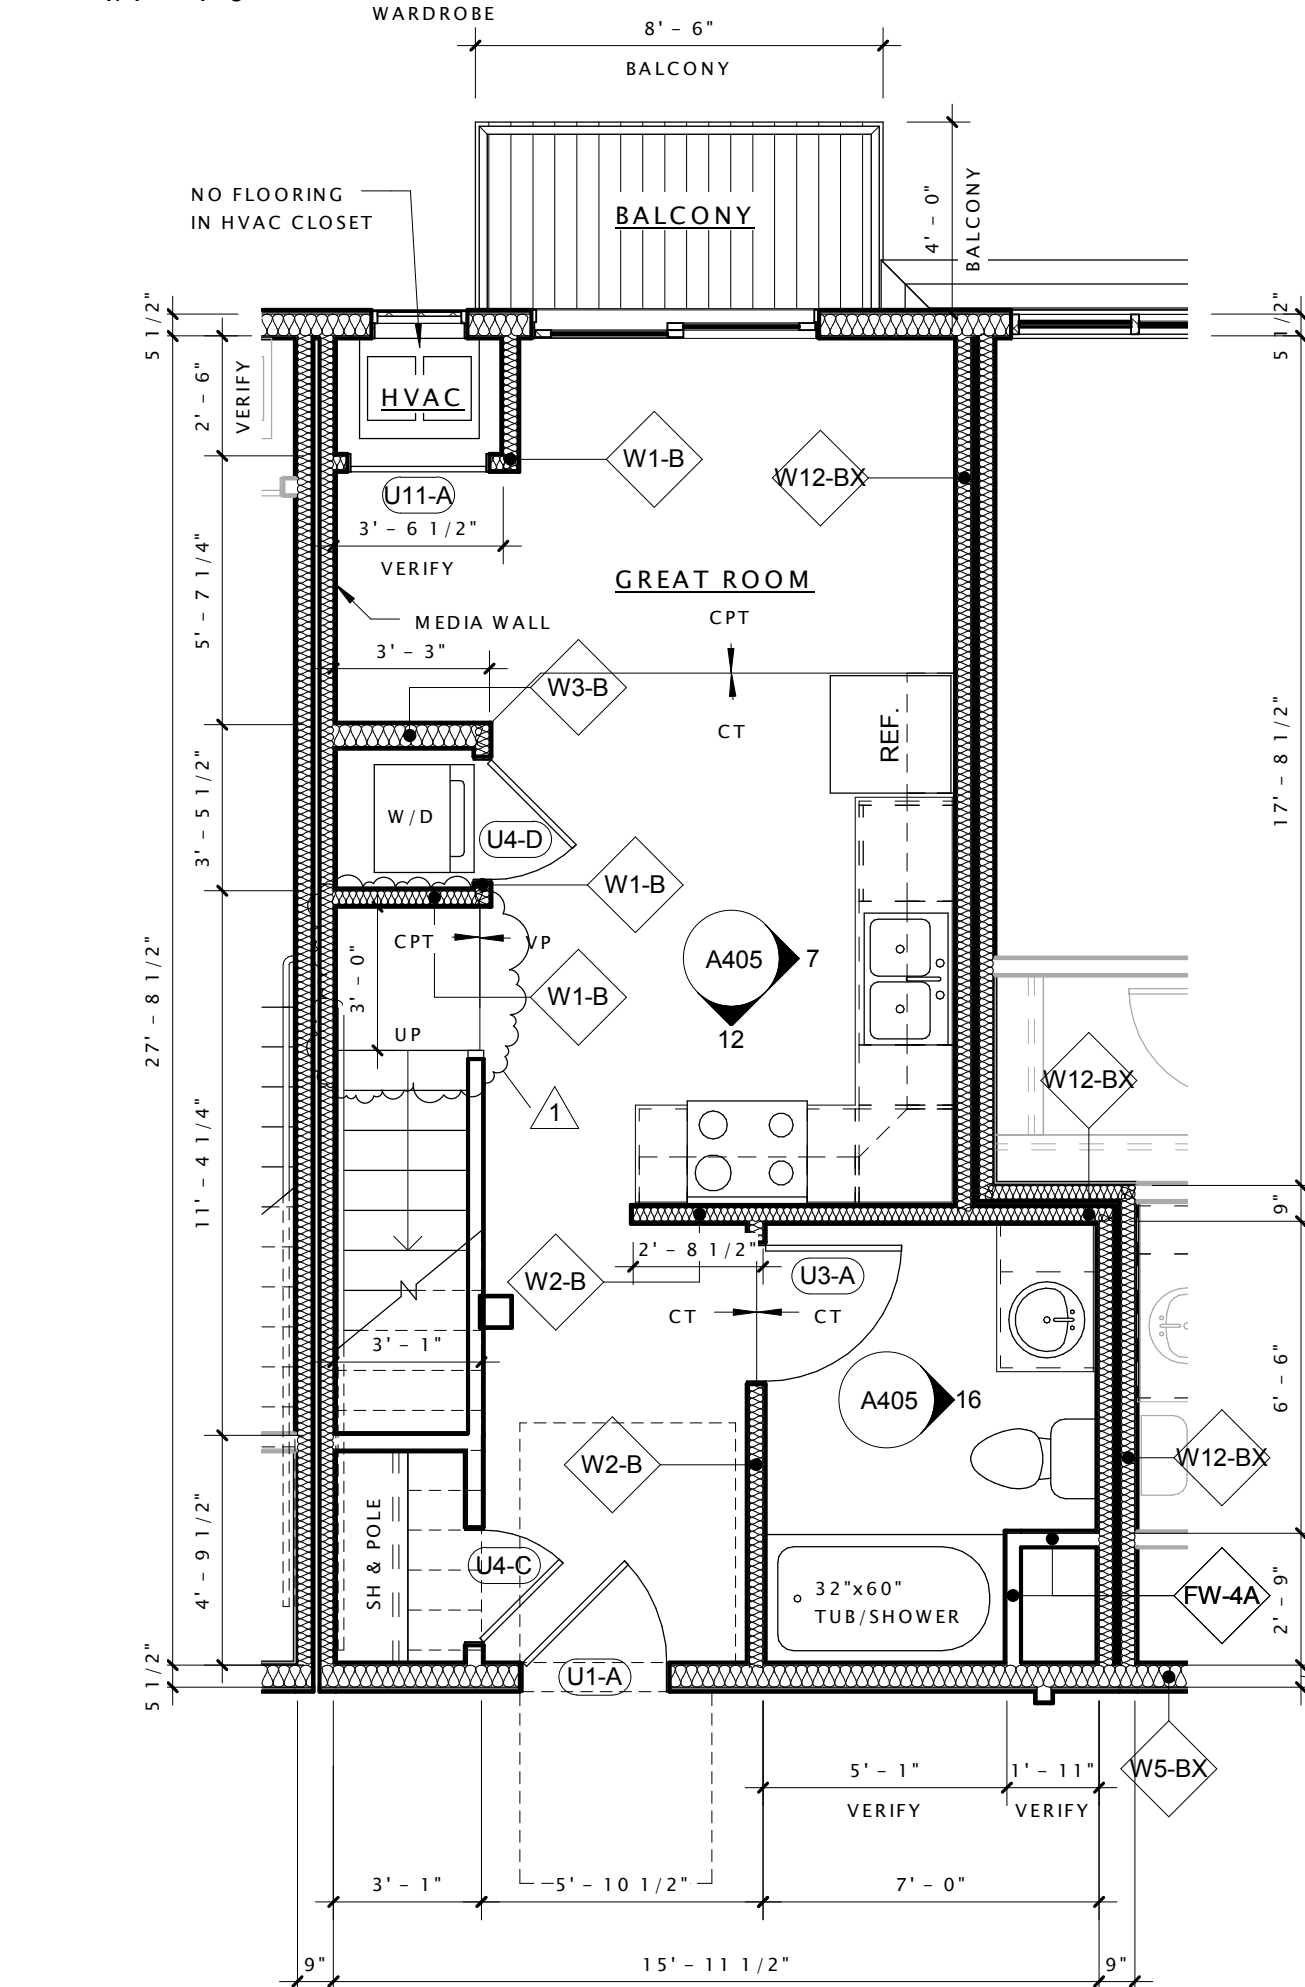 WARDROBE
8' – 6"
BALCONY
BALCONY
4' – 0"
BALCONY
NO FLOORING
IN HVAC CLOSET
5 1/2"
5 1/2"
2' – 6"
VERIFY
HVAC
W1-B
W12-BX
U11-A
3' – 6 1/2"
VERIFY
5' – 7 1/4"
GREAT ROOM
CPT
MEDIA WALL
3' – 3"
W3-B
CT
REF.
17' – 8 1/2"
3' – 5 1/2"
W/D
U4-D
W1-B
CPT
VP
3' – 0"
W1-B
A405
7
12
27' – 8 1/2"
UP
W12-BX
1
11' – 4 1/4"
9"
2' – 8 1/2"
W2-B
U3-A
CT
CT
3' – 1"
6' – 6"
A405
16
W2-B
W12-BX
4' – 9 1/2"
SH & POLE
U4-C
32"x60"
TUB/SHOWER
FW-4A
2' – 9"
5 1/2"
U1-A
5' – 1"
VERIFY
1' – 11"
VERIFY
W5-BX
3' – 1"
5' – 10 1/2"
7' – 0"
9"
15' – 11 1/2"
9"